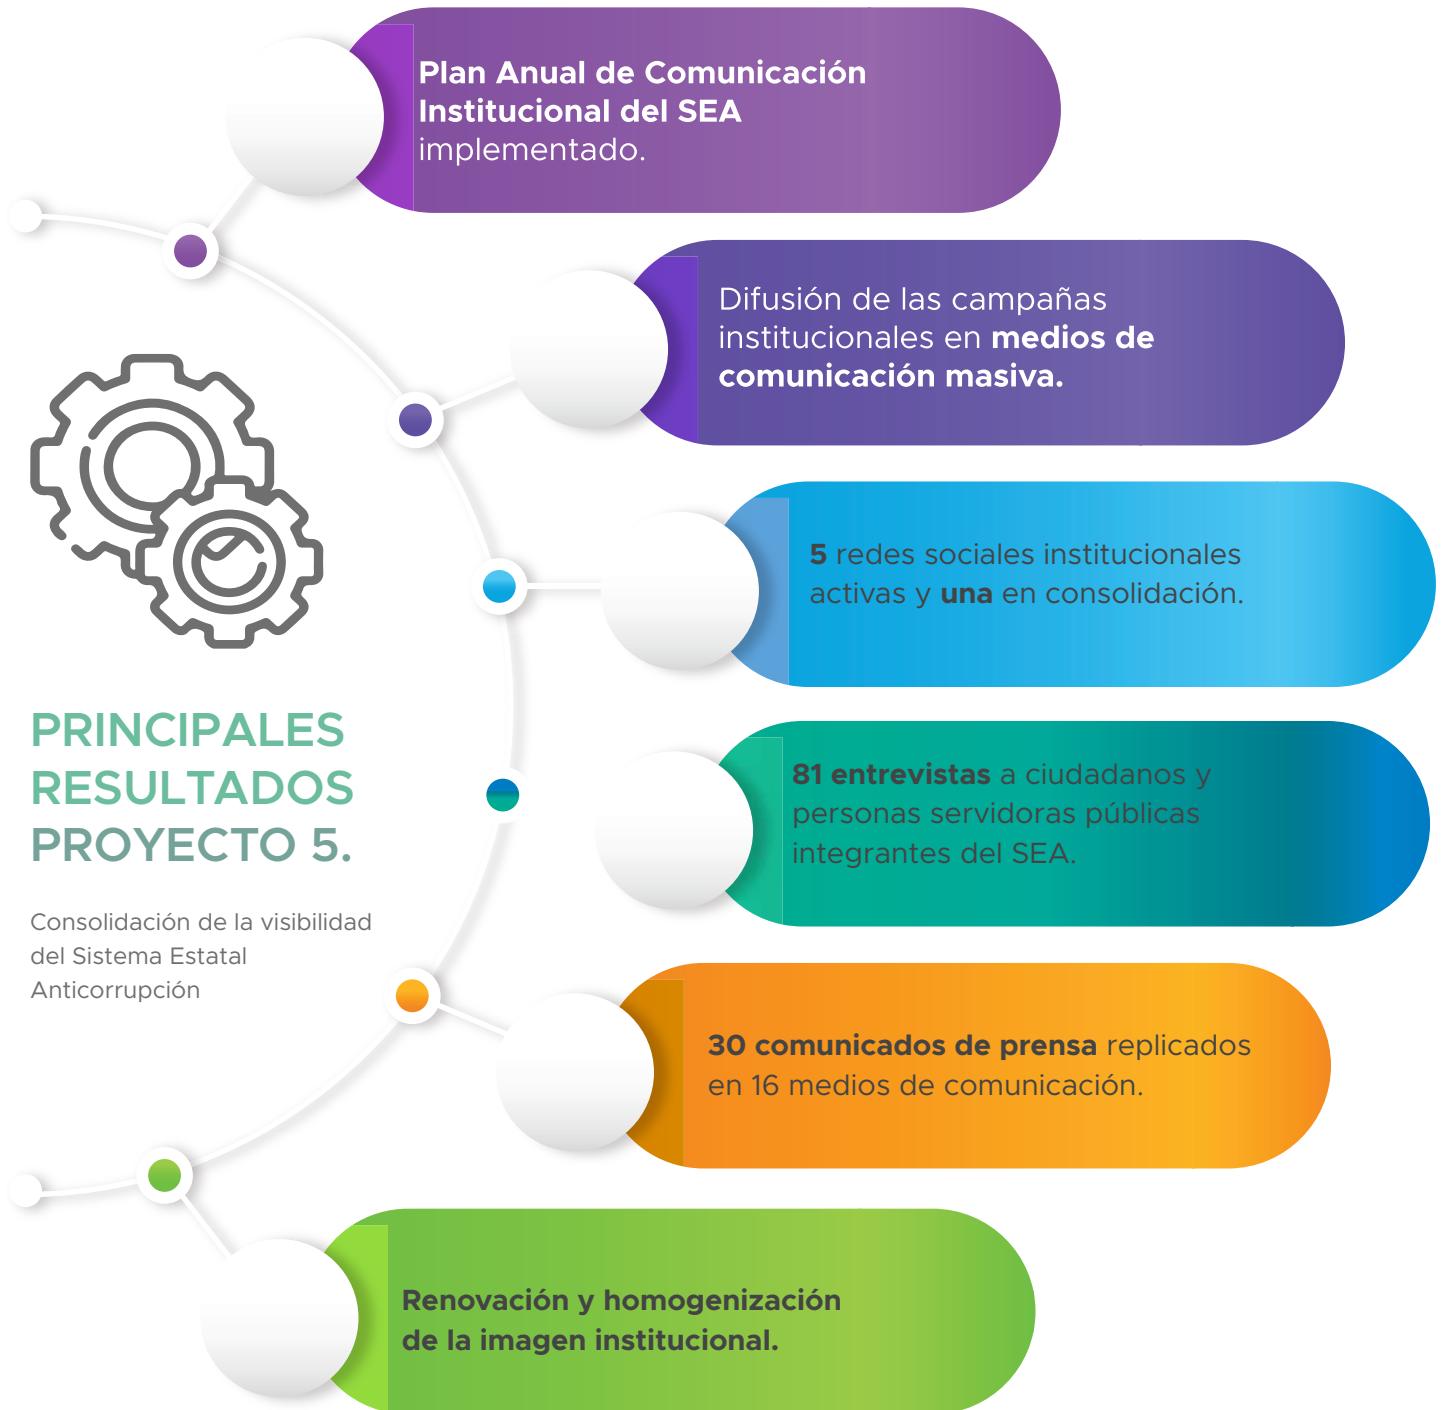 Plan Anual de Comunicación
Institucional del SEA
implementado.
Difusión de las campañas
institucionales en medios de
comunicación masiva.
5 redes sociales institucionales
activas y una en consolidación.
PRINCIPALES
RESULTADOS
PROYECTO 5.
Consolidación de la visibilidad
del Sistema Estatal
Anticorrupción
81 entrevistas a ciudadanos y
personas servidoras públicas
integrantes del SEA.
30 comunicados de prensa replicados
en 16 medios de comunicación.
Renovación y homogenización
de la imagen institucional.